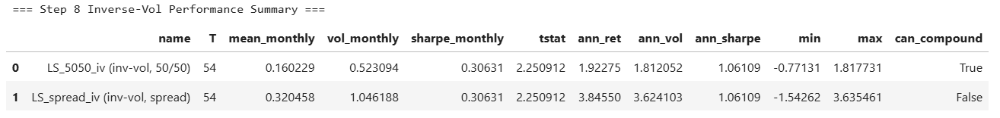 === Step 8 Inverse-Vol Performance Summary ===
name T mean_monthly vol_monthly sharpe_monthly tstat ann_ret ann_vol ann_sharpe min max can_compound
0 LS_5050_iv (inv-vol, 50/50) 54 0.160229 0.523094 0.30631 2.250912 1.92275 1.812052 1.06109 -0.77131 1.817731 True
1 LS_spread_iv (inv-vol, spread) 54 0.320458 1.046188 0.30631 2.250912 3.84550 3.624103 1.06109 -1.54262 3.635461 False